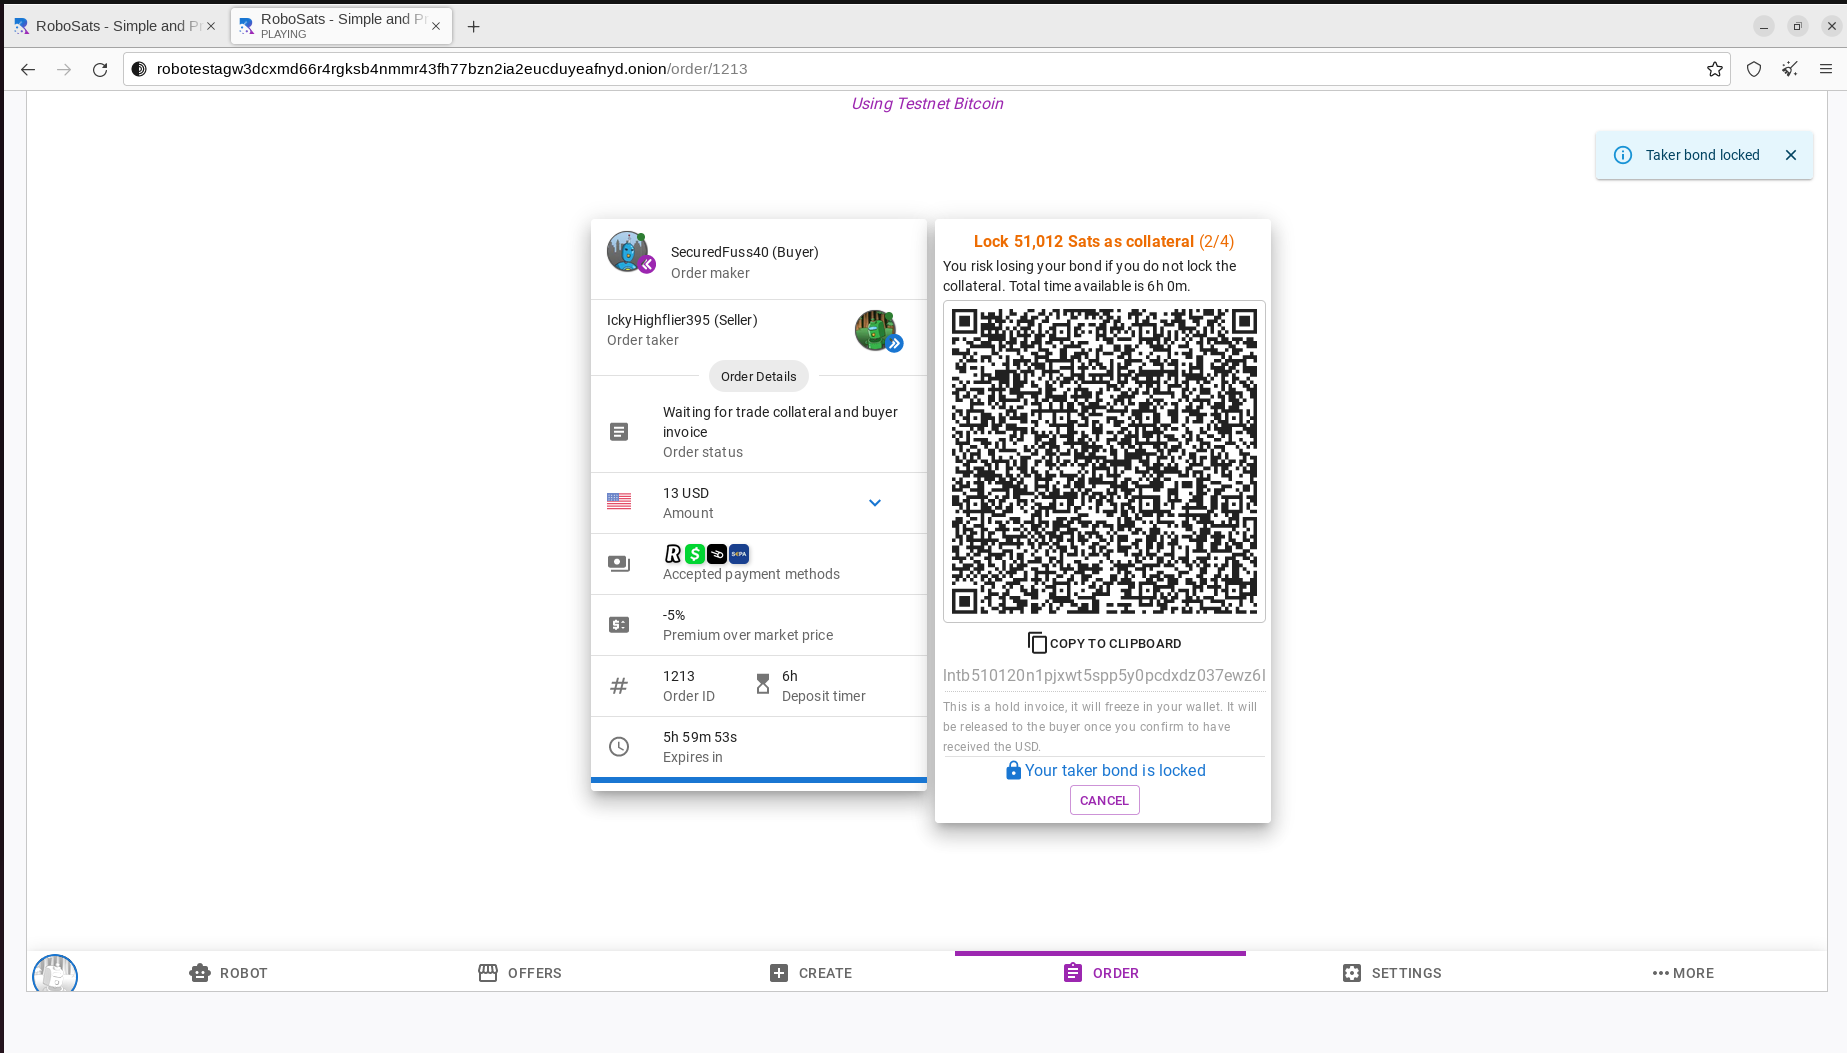 RoboSats - Simple and Pr
RoboSats - Simple and Pr
PLAYING
robotestagw3dcxmd66r4rgksb4nmmr43fh77bzn2ia2eucduyeafnyd.onion/order/1213
Using Testnet Bitcoin
Taker bond locked
SecuredFuss40 (Buyer)
Order maker
IckyHighflier395 (Seller)
Order taker
Order Details
Waiting for trade collateral and buyer
invoice
Order status
13 USD
Amount
Accepted payment methods
-5%
Premium over market price
1213
Order ID
6h
Deposit timer
5h 59m 53s
Expires in
Lock 51,012 Sats as collateral (2/4)
You risk losing your bond if you do not lock the
collateral. Total time available is 6h 0m.
COPY TO CLIPBOARD
lntb510120n1pjxwt5spp5y0pcdxdz037ewz6l
This is a hold invoice, it will freeze in your wallet. It will
be released to the buyer once you confirm to have
received the USD.
Your taker bond is locked
CANCEL
ROBOT
OFFERS
CREATE
ORDER
SETTINGS
MORE